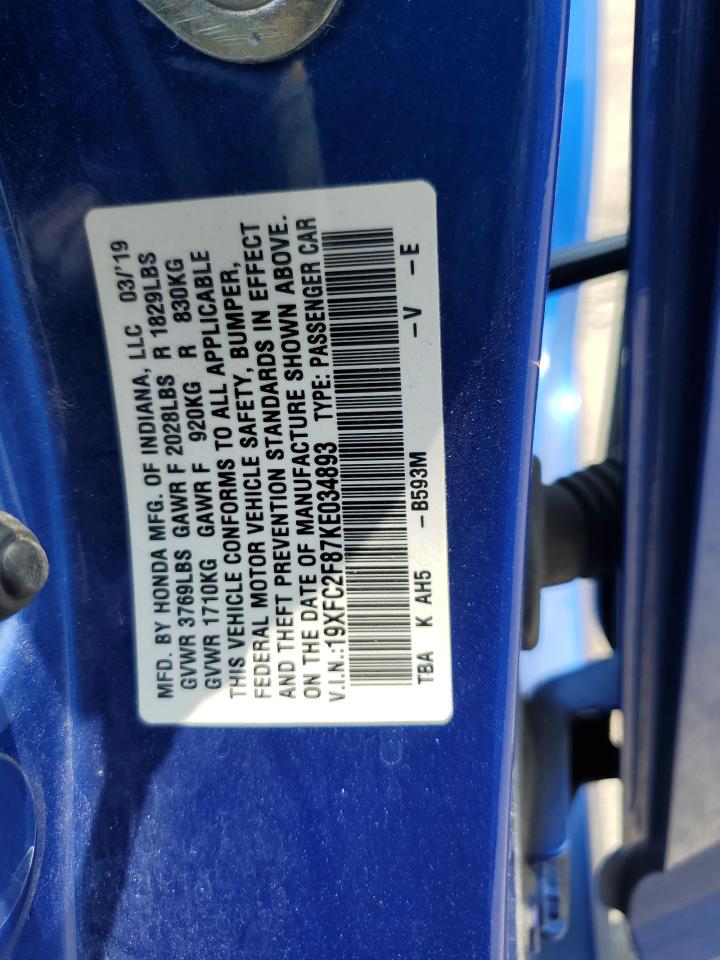 MFD. BY HONDA MFG. OF INDIANA, LLC 03/'19
GVWR 3769LBS GAWR F 2028LBS R 1829LBS
GVWR 1710KG GAWR F 920KG R 830KG
THIS VEHICLE CONFORMS TO ALL APPLICABLE
FEDERAL MOTOR VEHICLE SAFETY, BUMPER,
AND THEFT PREVENTION STANDARDS IN EFFECT
ON THE DATE OF MANUFACTURE SHOWN ABOVE.
V.I.N.:19XFC2F87KE034893 TYPE: PASSENGER CAR
TBA K AH5 -B593M -V -E